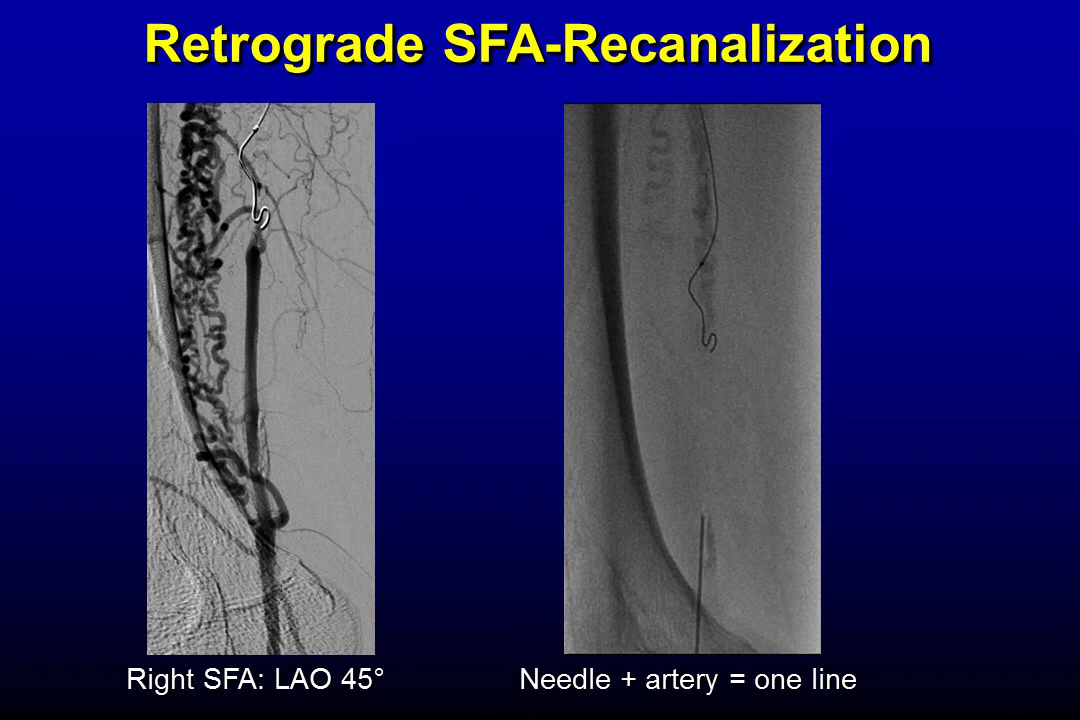 Retrograde SFA-Recanalization
Right SFA: LAO 45°
Needle + artery = one line